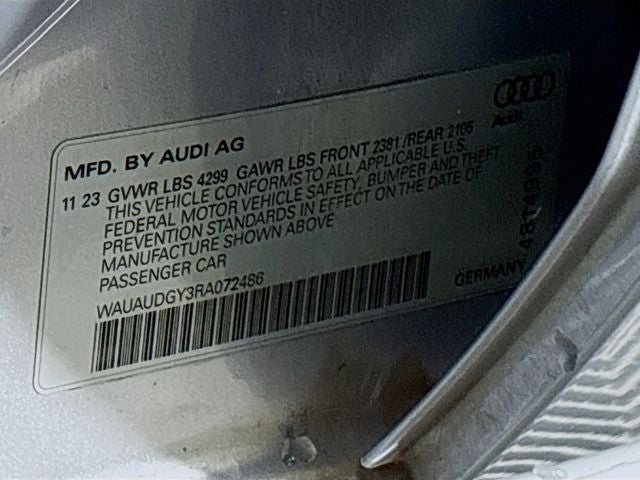 Audi
MFD. BY AUDI AG
11 23 GVWR LBS 4299 GAWR LBS FRONT 2381 /REAR 2105
THIS VEHICLE CONFORMS TO ALL APPLICABLE U.S.
FEDERAL MOTOR VEHICLE SAFETY, BUMPER AND THEFT
PREVENTION STANDARDS IN EFFECT ON THE DATE OF
MANUFACTURE SHOWN ABOVE
PASSENGER CAR
WAUAUDGY3RA072486
GERMANY